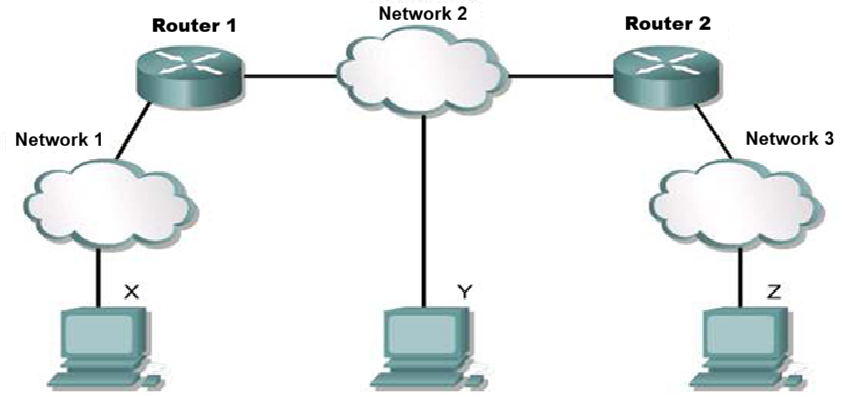 Network 2
Router 1
Router 2
Network 1
Network 3
X
Y
Z